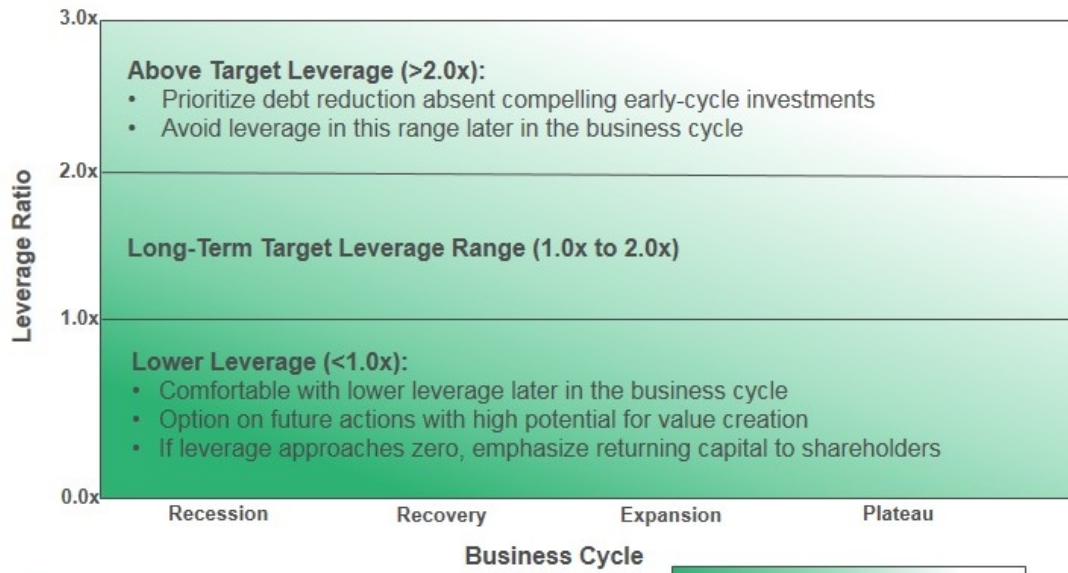 3.0x
Above Target Leverage (>2.0x):
• Prioritize debt reduction absent compelling early-cycle investments
• Avoid leverage in this range later in the business cycle
2.0x
Leverage Ratio
Long-Term Target Leverage Range (1.0x to 2.0x)
1.0x
Lower Leverage (<1.0x):
• Comfortable with lower leverage later in the business cycle
• Option on future actions with high potential for value creation
• If leverage approaches zero, emphasize returning capital to shareholders
0.0x
Recession Recovery Expansion Plateau
Business Cycle